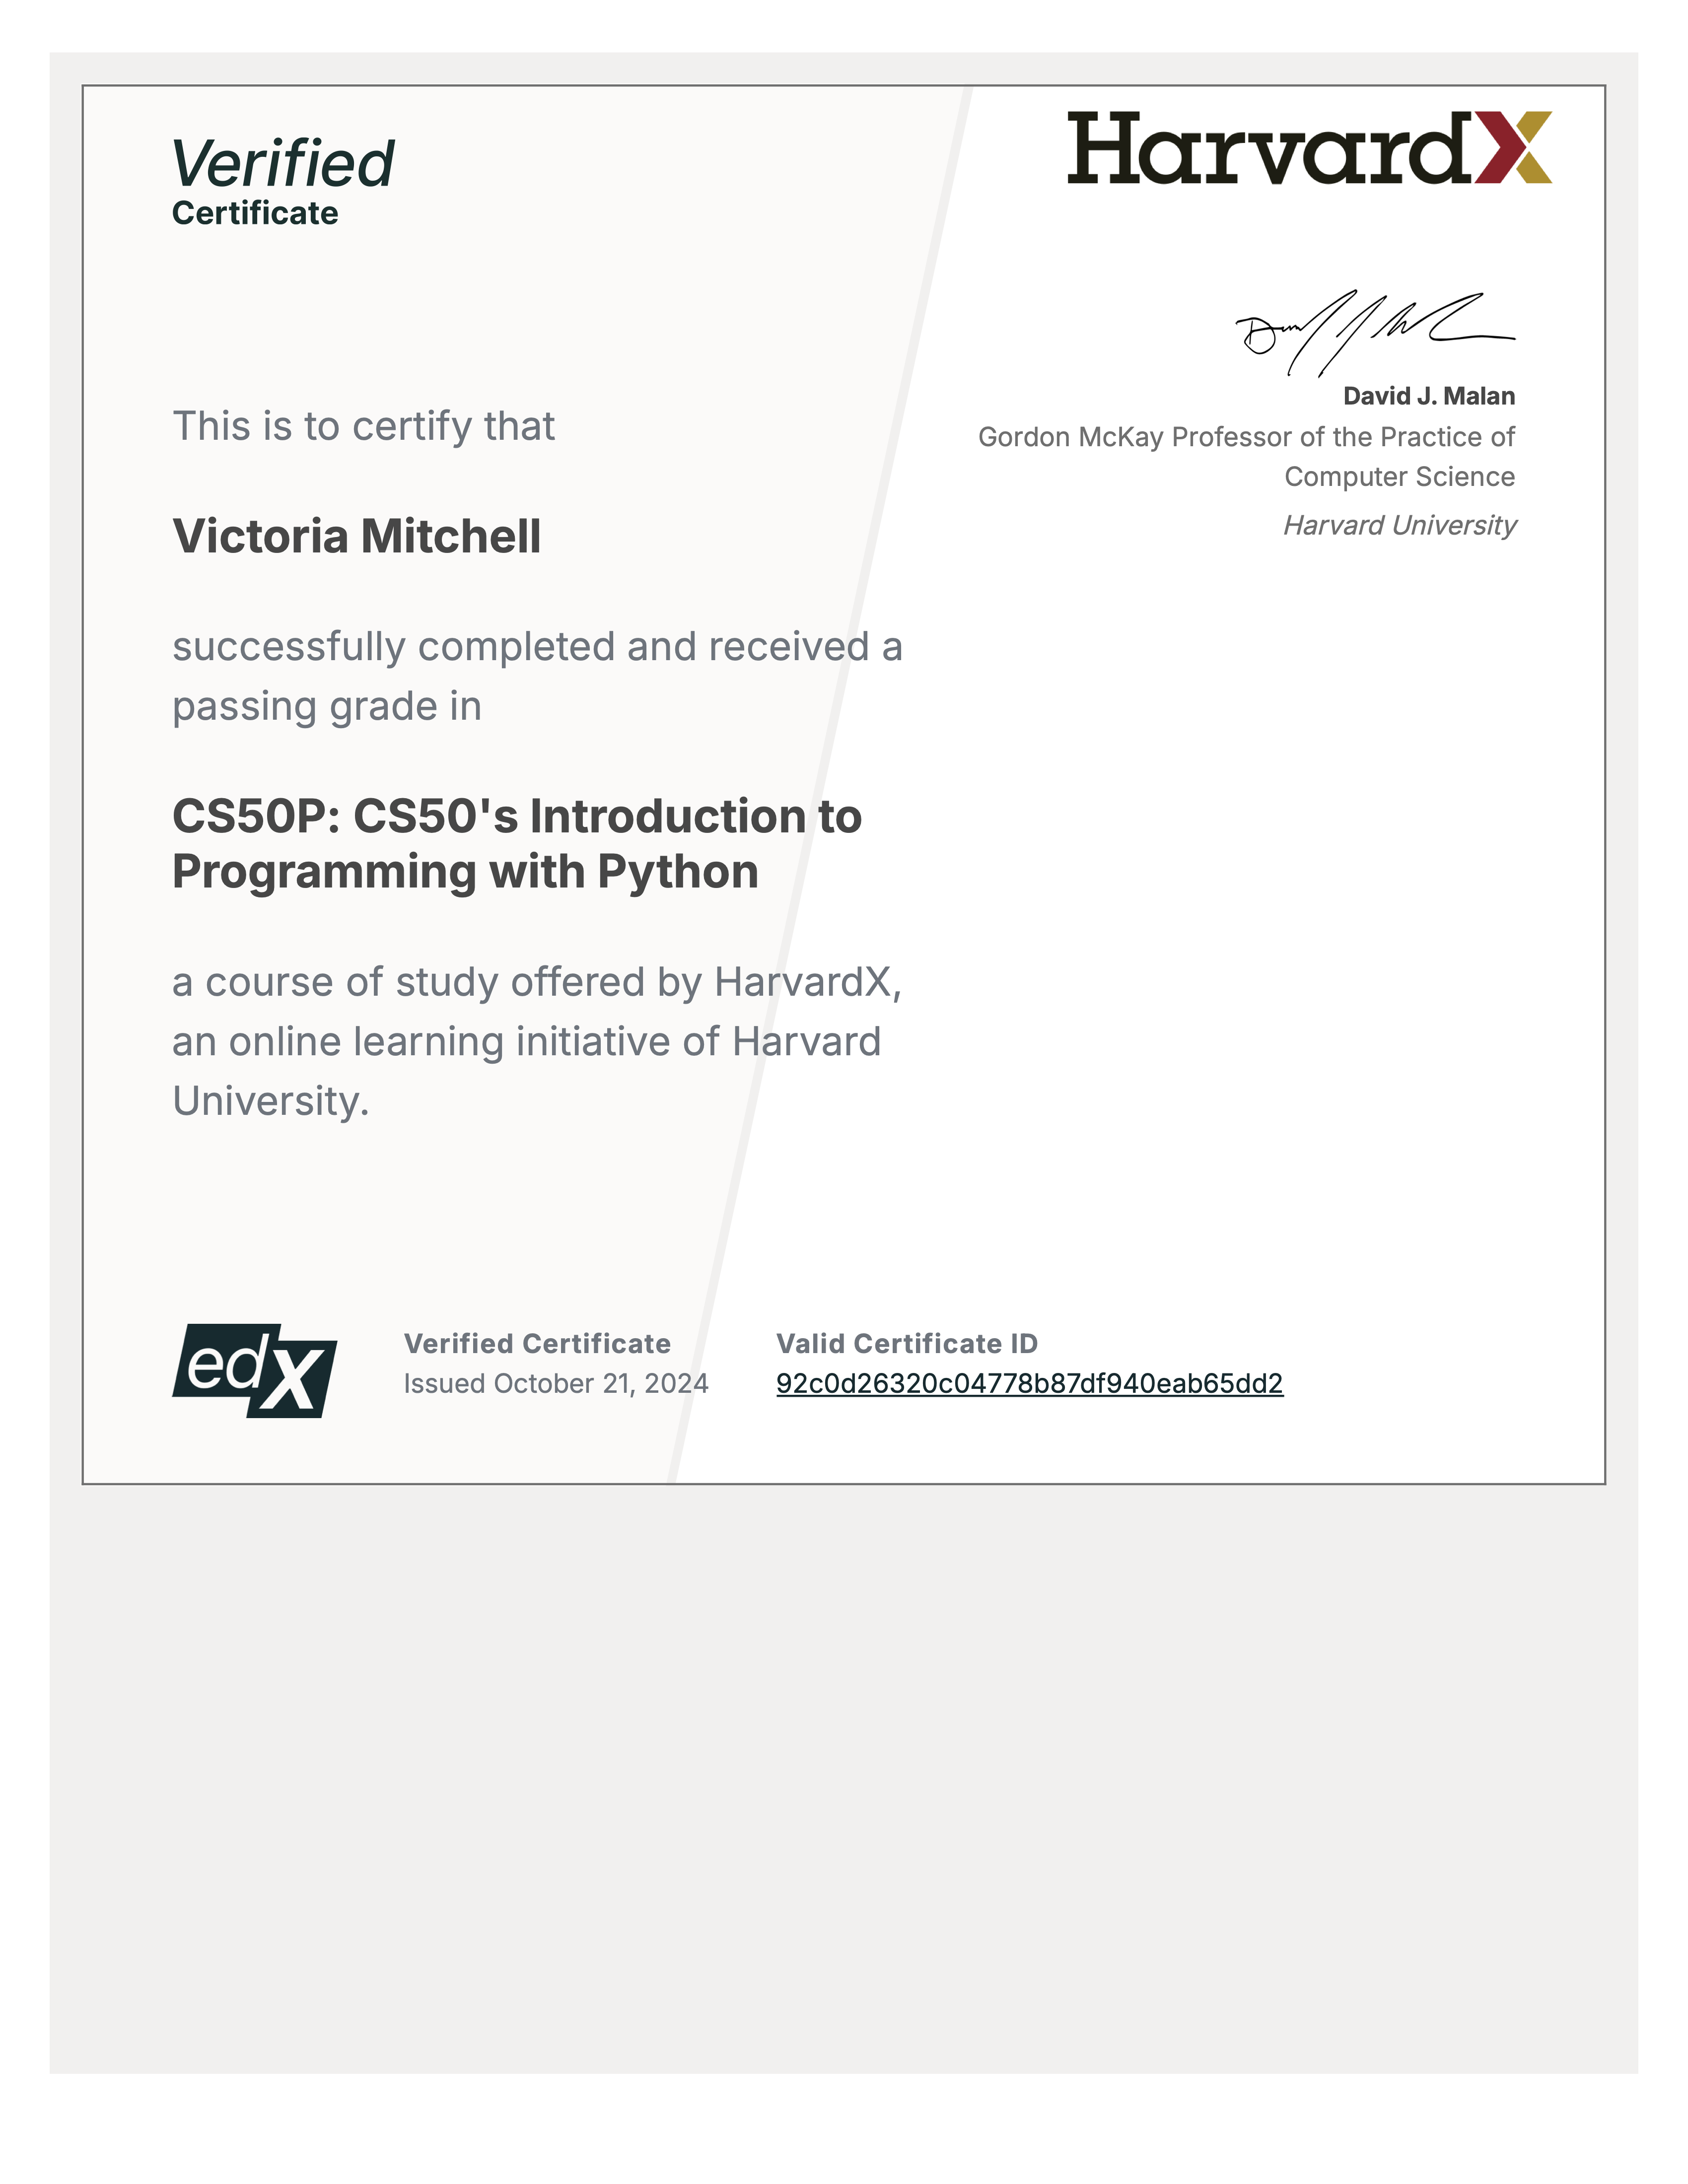 Verified
Certificate
HarvardX
David J. Malan
Gordon McKay Professor of the Practice of
Computer Science
Harvard University
This is to certify that
Victoria Mitchell
successfully completed and received a
passing grade in
CS50P: CS50's Introduction to
Programming with Python
a course of study offered by HarvardX,
an online learning initiative of Harvard
University.
edX
Verified Certificate
Issued October 21, 2024
Valid Certificate ID
92c0d26320c04778b87df940eab65dd2